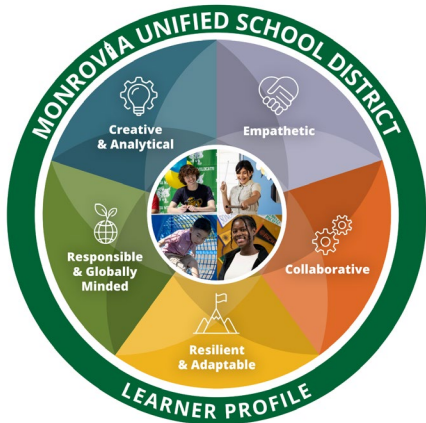 MONROVIA UNIFIED SCHOOL DISTRICT
Creative
& Analytical
Empathetic
Responsible
& Globally
Minded
Collaborative
Resilient
& Adaptable
LEARNER PROFILE